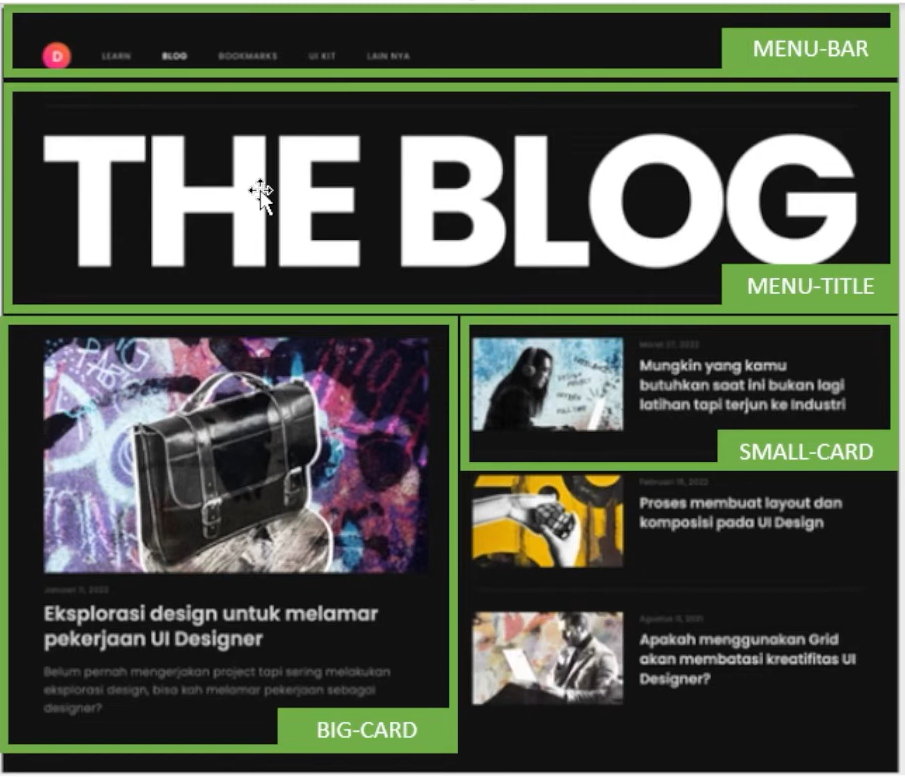 D
LEARN
BLOG
BOOKMARKS
UI KIT
LAIN NYA
MENU-BAR
THE BLOG
MENU-TITLE
Januari 11, 2022
Eksplorasi design untuk melamar
pekerjaan UI Designer
Belum pernah mengerjakan project tapi sering melakukan
eksplorasi design, bisa kah melamar pekerjaan sebagai
designer?
BIG-CARD
Maret 27, 2022
Mungkin yang kamu
butuhkan saat ini bukan lagi
latihan tapi terjun ke Industri
SMALL-CARD
Februari 19, 2022
Proses membuat layout dan
komposisi pada UI Design
Agustus 11, 2021
Apakah menggunakan Grid
akan membatasi kreatifitas UI
Designer?